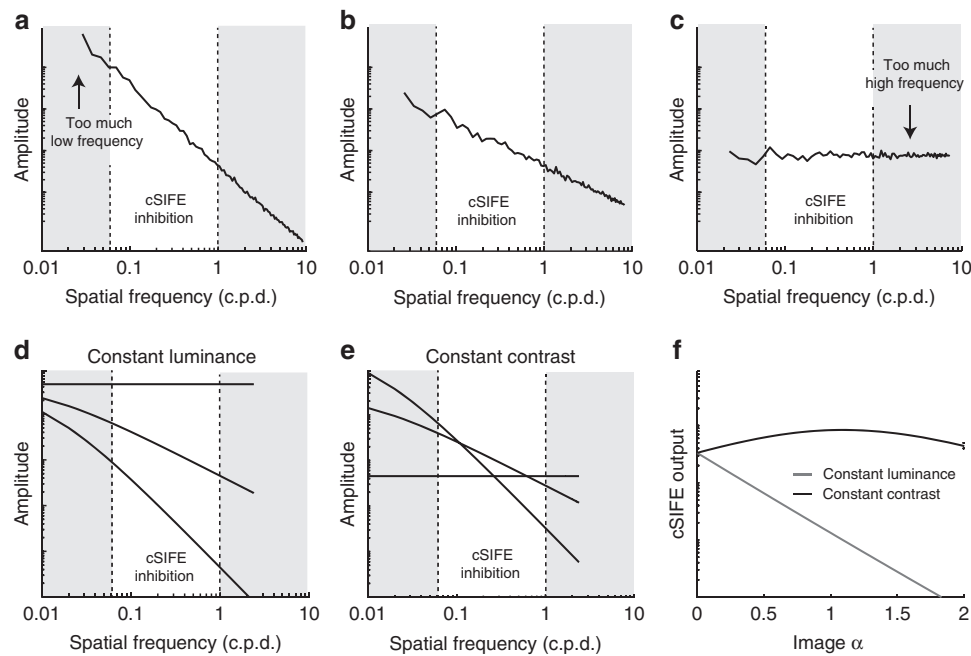 a
Amplitude
Too much
low frequency
cSIFE
inhibition
0.01
0.1
1
10
Spatial frequency (c.p.d.)
b
Amplitude
cSIFE
inhibition
0.01
0.1
1
10
Spatial frequency (c.p.d.)
c
Amplitude
Too much
high frequency
cSIFE
inhibition
0.01
0.1
1
10
Spatial frequency (c.p.d.)
d
Constant luminance
Amplitude
cSIFE
inhibition
0.01
0.1
1
10
Spatial frequency (c.p.d.)
e
Constant contrast
Amplitude
cSIFE
inhibition
0.01
0.1
1
10
Spatial frequency (c.p.d.)
f
cSIFE output
Constant luminance
Constant contrast
0
0.5
1
1.5
2
Image α